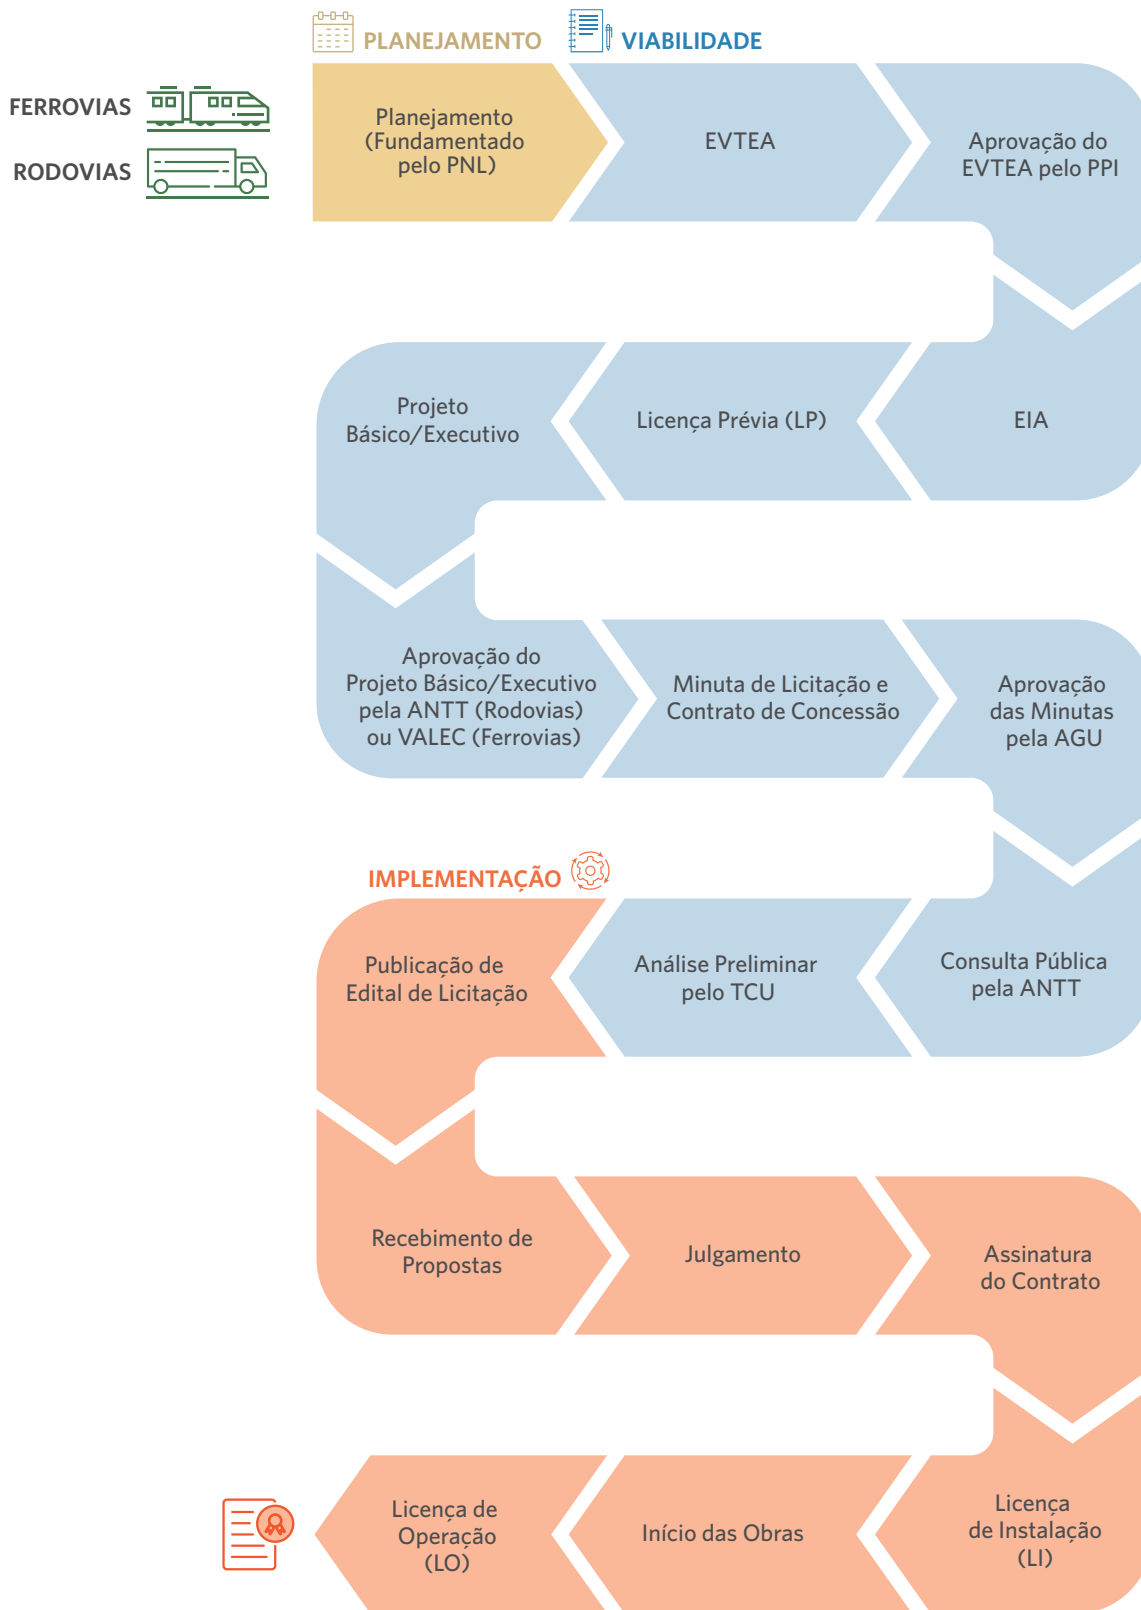 PLANEJAMENTO
VIABILIDADE
FERROVIAS
RODOVIAS
Planejamento
(Fundamentado
pelo PNL)
EVTEA
Aprovação do
EVTEA pelo PPI
EIA
Licença Prévia (LP)
Projeto
Básico/Executivo
Aprovação do
Projeto Básico/Executivo
pela ANTT (Rodovias)
ou VALEC (Ferrovias)
Minuta de Licitação e
Contrato de Concessão
Aprovação
das Minutas
pela AGU
Consulta Pública
pela ANTT
Análise Preliminar
pelo TCU
IMPLEMENTAÇÃO
Publicação de
Edital de Licitação
Recebimento de
Propostas
Julgamento
Assinatura
do Contrato
Licença
de Instalação
(LI)
Início das Obras
Licença de
Operação
(LO)